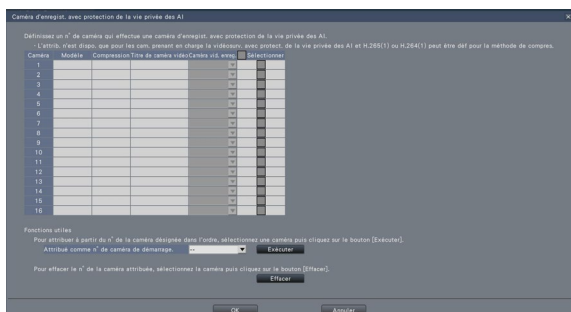 Caméra d'enregist. avec protection de la vie privée des AI
×
Définissez un n° de caméra qui effectue une caméra d'enregist. avec protection de la vie privée des AI.
- L'attrib. n'est dispo. que pour les cam. prenant en charge la vidéosurv. avec protect. de la vie privée des AI et H.265(1) ou H.264(1) peut être déf pour la méthode de compres.
Caméra Modèle Compression Titre de caméra vidéo Caméra vid. enreg. Sélectionner
1
2
3
4
5
6
7
8
9
10
11
12
13
14
15
16
Fonctions utiles
Pour attribuer à partir du n° de la caméra désignée dans l'ordre, sélectionnez une caméra puis cliquez sur le bouton [Exécuter].
Attribué comme n° de caméra de démarrage. -- Exécuter
Pour effacer le n° de la caméra attribuée, sélectionnez la caméra puis cliquez sur le bouton [Effacer].
Effacer
OK Annuler